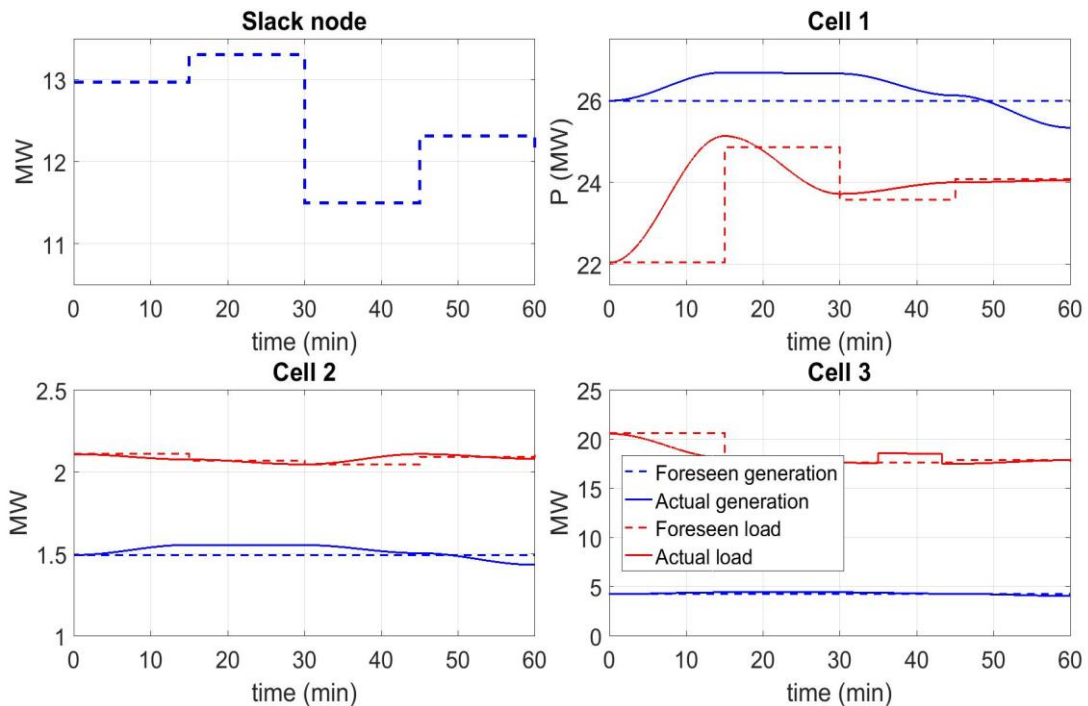 Slack node
MW
13
12
11
0 10 20 30 40 50 60
time (min)
Cell 1
P (MW)
26
24
22
0 10 20 30 40 50 60
time (min)
Cell 2
MW
2.5
2
1.5
1
0 10 20 30 40 50 60
time (min)
Cell 3
MW
25
20
15
10
5
0
Foreseen generation
Actual generation
Foreseen load
Actual load
0 10 20 30 40 50 60
time (min)